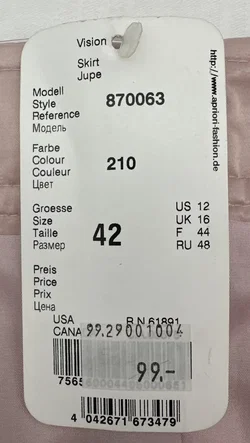 Vision
Skirt
Jupe
http://www.apriori-fashion.de
Modell
Style
Reference
Модель
870063
Farbe
Colour
Couleur
Цвет
210
Groesse
Size
Taille
Размер
42
US 12
UK 16
F 44
RU 48
Preis
Price
Prix
Цена
USA R.N.61891
CANA
99.29001004
99.-
7565
4 042671 673479